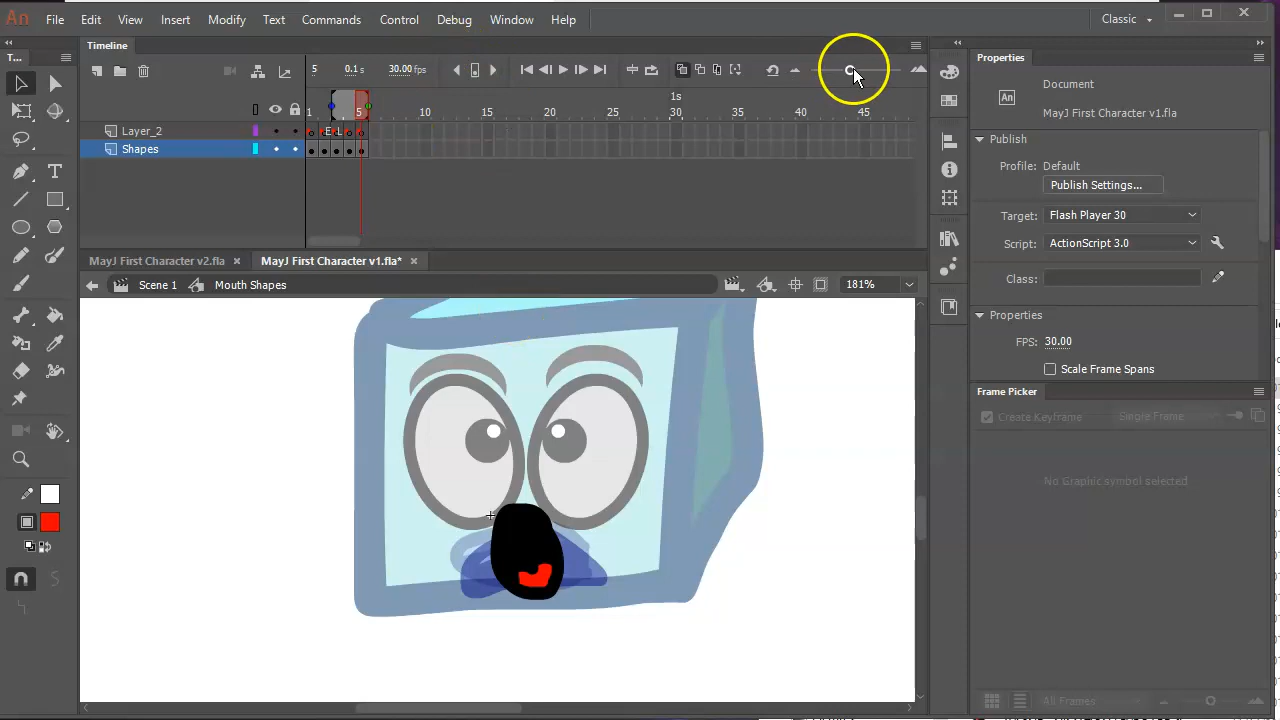 An File Edit View Insert Modify Text Commands Control Debug Window Help Classic
T... Timeline Properties
5 0.1 s 30.00 fps
Document
An MayJ First Character v1.fla
1s
1 5 10 15 20 25 30 35 40 45
Layer_2 E L
Shapes
Publish
Profile: Default
Publish Settings...
Target: Flash Player 30
Script: ActionScript 3.0
MayJ First Character v2.fla × MayJ First Character v1.fla* ×
Class:
Scene 1 Mouth Shapes 181%
Properties
FPS: 30.00
Scale Frame Spans
Frame Picker
Create Keyframe Single Frame
No Graphic symbol selected
All Frames